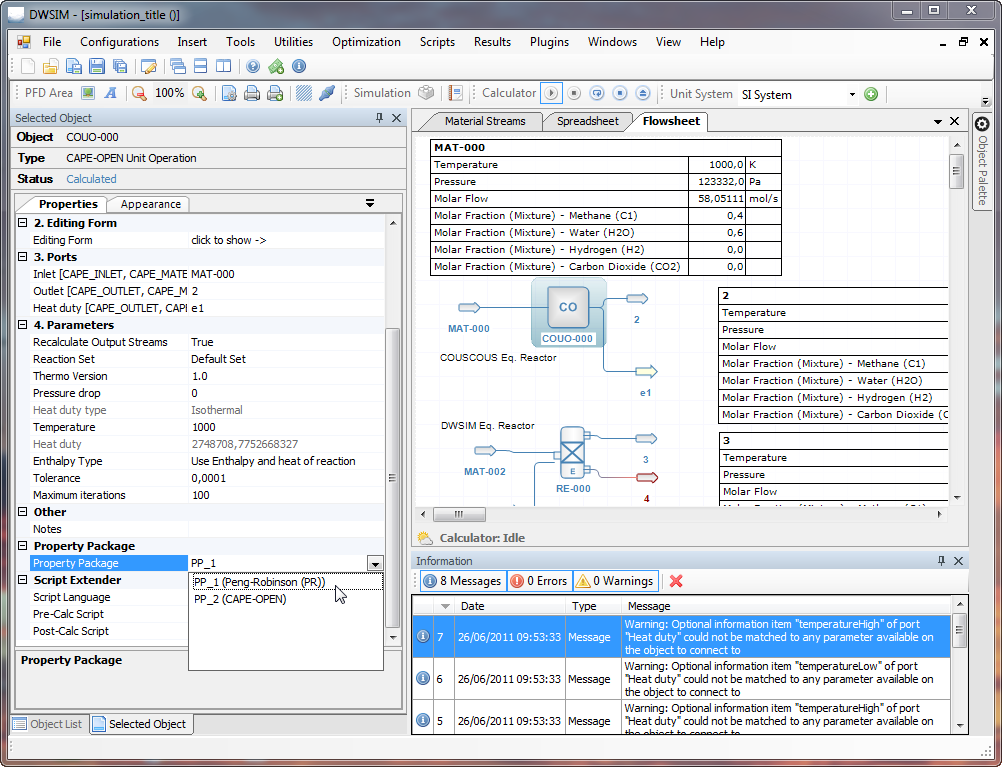 DWSIM - [simulation_title ()]
File Configurations Insert Tools Utilities Optimization Scripts Results Plugins Windows View Help
PFD Area A 100% Simulation Calculator Unit System SI System
Selected Object
Object COUO-000
Type CAPE-OPEN Unit Operation
Status Calculated
Properties Appearance
2. Editing Form
Editing Form click to show ->
3. Ports
Inlet [CAPE_INLET, CAPE_MATE MAT-000
Outlet [CAPE_OUTLET, CAPE_M 2
Heat duty [CAPE_OUTLET, CAPI e1
4. Parameters
Recalculate Output Streams True
Reaction Set Default Set
Thermo Version 1.0
Pressure drop 0
Heat duty type Isothermal
Temperature 1000
Heat duty 2748708,7752668327
Enthalpy Type Use Enthalpy and heat of reaction
Tolerance 0,0001
Maximum iterations 100
Other
Notes
Property Package
Property Package PP_1
PP_1 (Peng-Robinson (PR))
PP_2 (CAPE-OPEN)
Script Extender
Script Language
Pre-Calc Script
Post-Calc Script
Property Package
Object List Selected Object
Material Streams Spreadsheet Flowsheet
MAT-000
Temperature 1000,0 K
Pressure 123332,0 Pa
Molar Flow 58,05111 mol/s
Molar Fraction (Mixture) - Methane (C1) 0,4
Molar Fraction (Mixture) - Water (H2O) 0,6
Molar Fraction (Mixture) - Hydrogen (H2) 0,0
Molar Fraction (Mixture) - Carbon Dioxide (CO2) 0,0
CO
MAT-000
COUO-000
2
COUSCOUS Eq. Reactor
e1
2
Temperature
Pressure
Molar Flow
Molar Fraction (Mixture) - Methane (C1)
Molar Fraction (Mixture) - Water (H2O)
Molar Fraction (Mixture) - Hydrogen (H2)
Molar Fraction (Mixture) - Carbon Dioxide (C
DWSIM Eq. Reactor
MAT-002
E
RE-000
3
4
3
Temperature
Pressure
Molar Flow
Object Palette
Calculator: Idle
Information
8 Messages 0 Errors 0 Warnings
Date Type Message
7 26/06/2011 09:53:33 Message Warning: Optional information item "temperatureHigh" of port
"Heat duty" could not be matched to any parameter available on
the object to connect to
6 26/06/2011 09:53:33 Message Warning: Optional information item "temperatureLow" of port
"Heat duty" could not be matched to any parameter available on
the object to connect to
5 26/06/2011 09:53:33 Message Warning: Optional information item "temperatureHigh" of port
"Heat duty" could not be matched to any parameter available on
the object to connect to